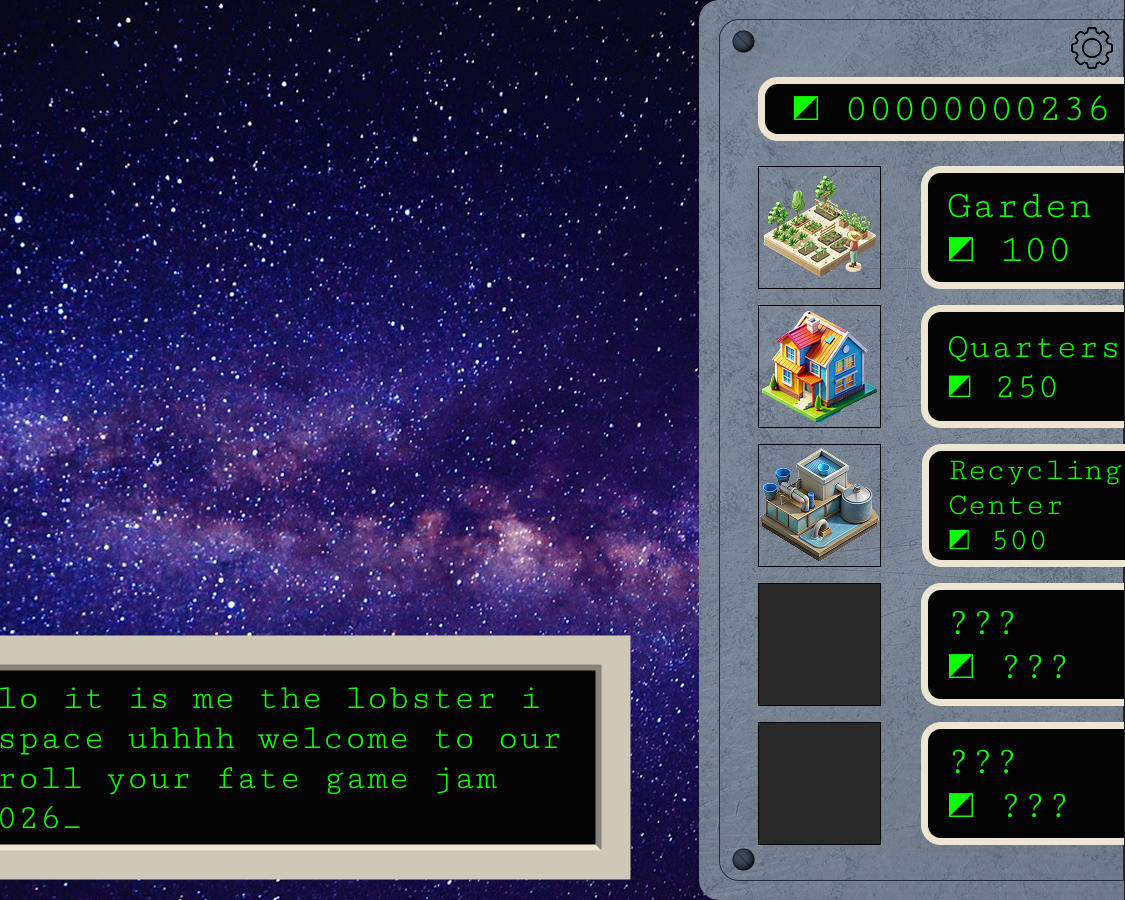 00000000236
Garden
100
Quarters
250
Recycling
Center
500
???
???
???
???
lo it is me the lobster i
space uhhhh welcome to our
roll your fate game jam
026_